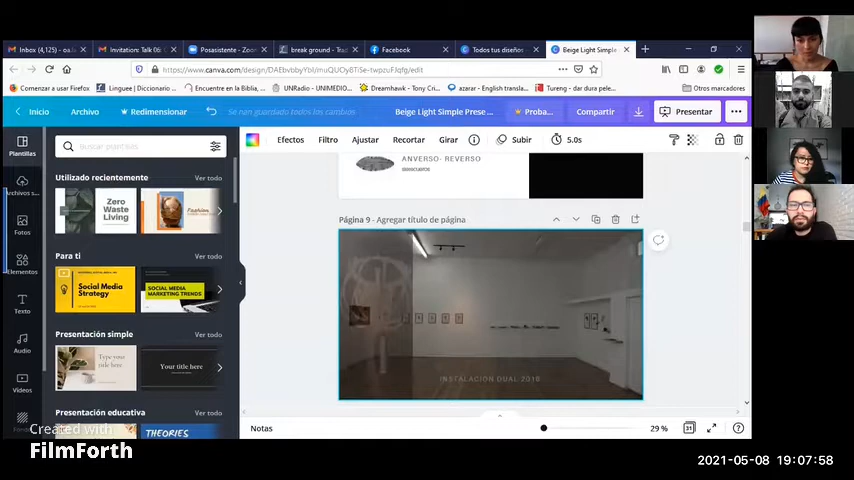 Inbox (4,125) - oa.l
Invitation: Talk 06:
Posasistente - Zoom
break ground - Trad
Facebook
Todos tus diseños
Beige Light Simple
https://www.canva.com/design/
/edit
Comenzar a usar Firefox
Linguee | Diccionario ...
Encuentre en la Biblio...
UNRadio - UNIMEDIO...
Dreamhawk - Tony Cri...
azarar - English transla...
Tureng - dar dura pele...
Otros marcadores
Inicio
Archivo
Redimensionar
Se han guardado todos los cambios
Beige Light Simple Prese ...
Proba...
Compartir
Presentar
Plantillas
Buscar plantillas
Efectos
Filtro
Ajustar
Recortar
Girar
Subir
5.0s
Archivos s...
Fotos
Elementos
Texto
Audio
Vídeos
Utilizado recientemente
Ver todo
Zero
Waste
Living
Fashion
Para ti
Ver todo
Social Media
Strategy
SOCIAL MEDIA
MARKETING TRENDS
Presentación simple
Ver todo
Type your
title here
Your title here
Presentación educativa
Ver todo
THEORIES
ANVERSO- REVERSO
Página 9 - Agregar título de página
INSTALACION DUAL 2018
Notas
29 %
31
Created with
FilmForth
2021-05-08 19:07:58